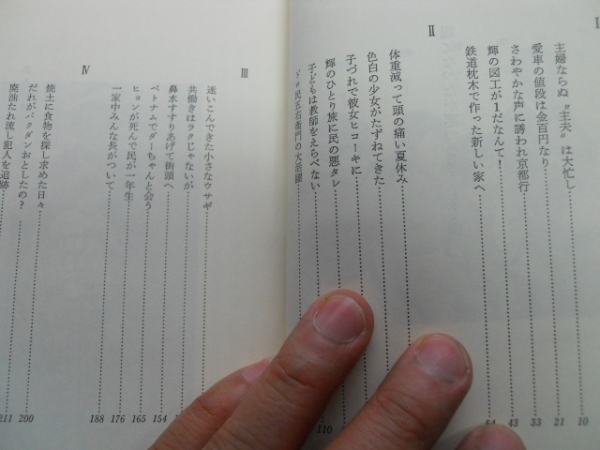 I
主婦ならぬ〝主夫〟は大忙し 10
愛車の値段は金百円なり 21
さわやかな声に誘われ京都行 33
輝の図工が1だなんて！ 43
鉄道枕木で作った新しい家へ 54
II
体重減って頭の痛い夏休み
色白の少女がたずねてきた
子づれで彼女ヒコーキに
輝のひとり旅に民の悪タレ
子どもは教師をえらべない 110
III
迷いこんできた小さなウサギ
共働きはラクじゃないが
鼻水すすりあげて街頭へ 154
ベトナムでダーちゃんと会う 165
ヒョンが死んで民が一年生 176
一家中みんな長がついて 188
IV
焼土に食物を探し求めた日々 200
だれがバクダンおとしたの？ 211
廃油たれ流し犯人を追跡